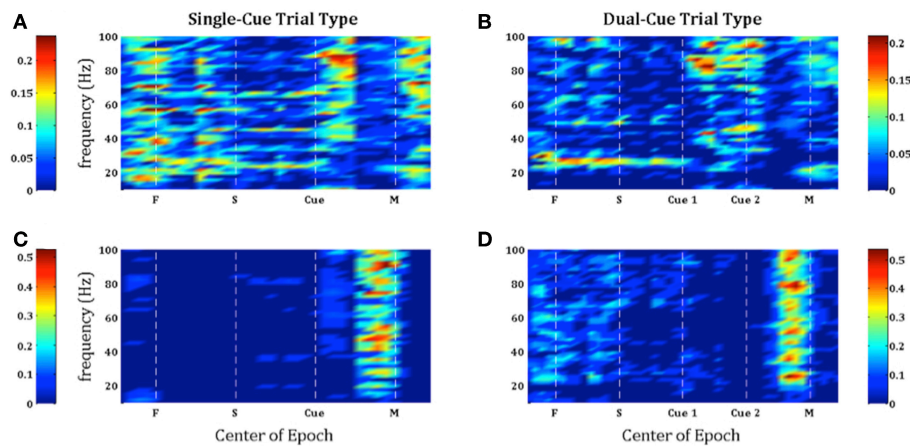 A
Single-Cue Trial Type
B
Dual-Cue Trial Type
0.2
0.15
0.1
0.05
0
frequency (Hz)
100
80
60
40
20
F
S
Cue
M
100
80
60
40
20
F
S
Cue 1
Cue 2
M
0.2
0.15
0.1
0.05
0
C
D
0.5
0.4
0.3
0.2
0.1
0
frequency (Hz)
100
80
60
40
20
F
S
Cue
M
Center of Epoch
100
80
60
40
20
F
S
Cue 1
Cue 2
M
Center of Epoch
0.5
0.4
0.3
0.2
0.1
0